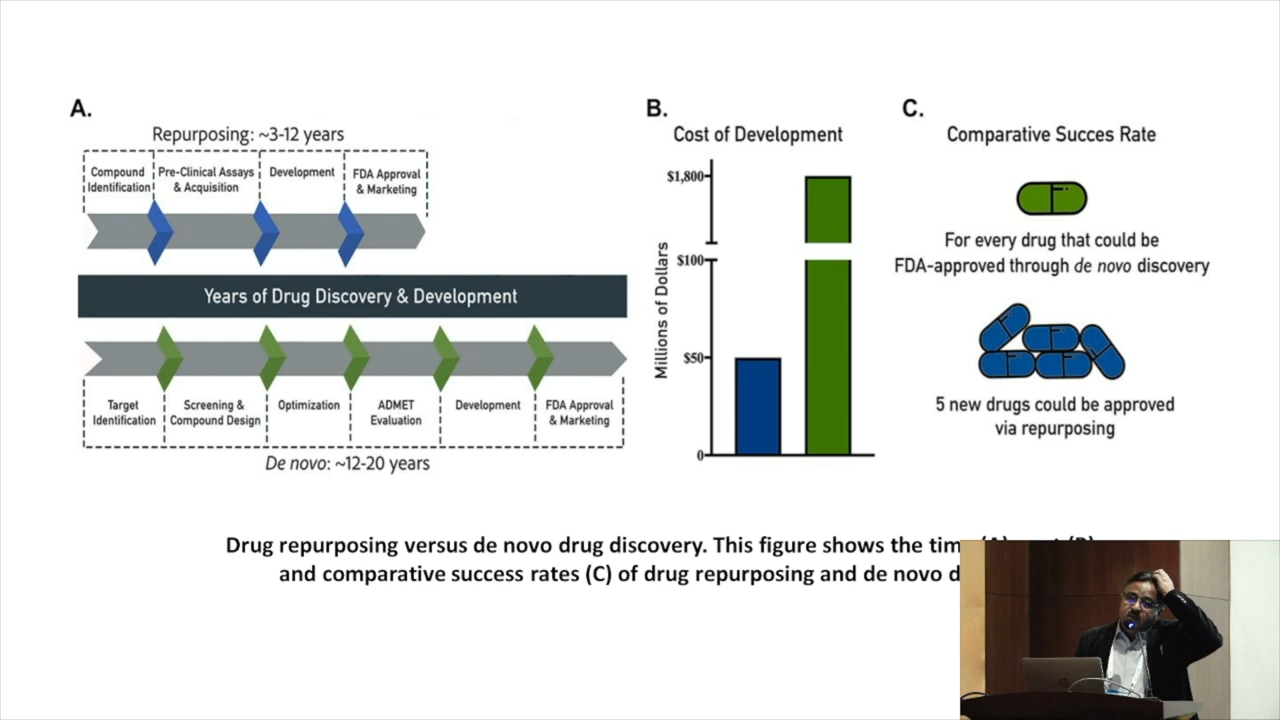 A.
Repurposing: ~3-12 years
Compound
Identification
Pre-Clinical Assays
& Acquisition
Development
FDA Approval
& Marketing
Years of Drug Discovery & Development
Target
Identification
Screening &
Compound Design
Optimization
ADMET
Evaluation
Development
FDA Approval
& Marketing
De novo: ~12-20 years
B.
Cost of Development
Millions of Dollars
$1,800
$100
$50
0
C.
Comparative Succes Rate
For every drug that could be
FDA-approved through de novo discovery
5 new drugs could be approved
via repurposing
Drug repurposing versus de novo drug discovery. This figure shows the
and comparative success rates (C) of drug repurposing and de novo